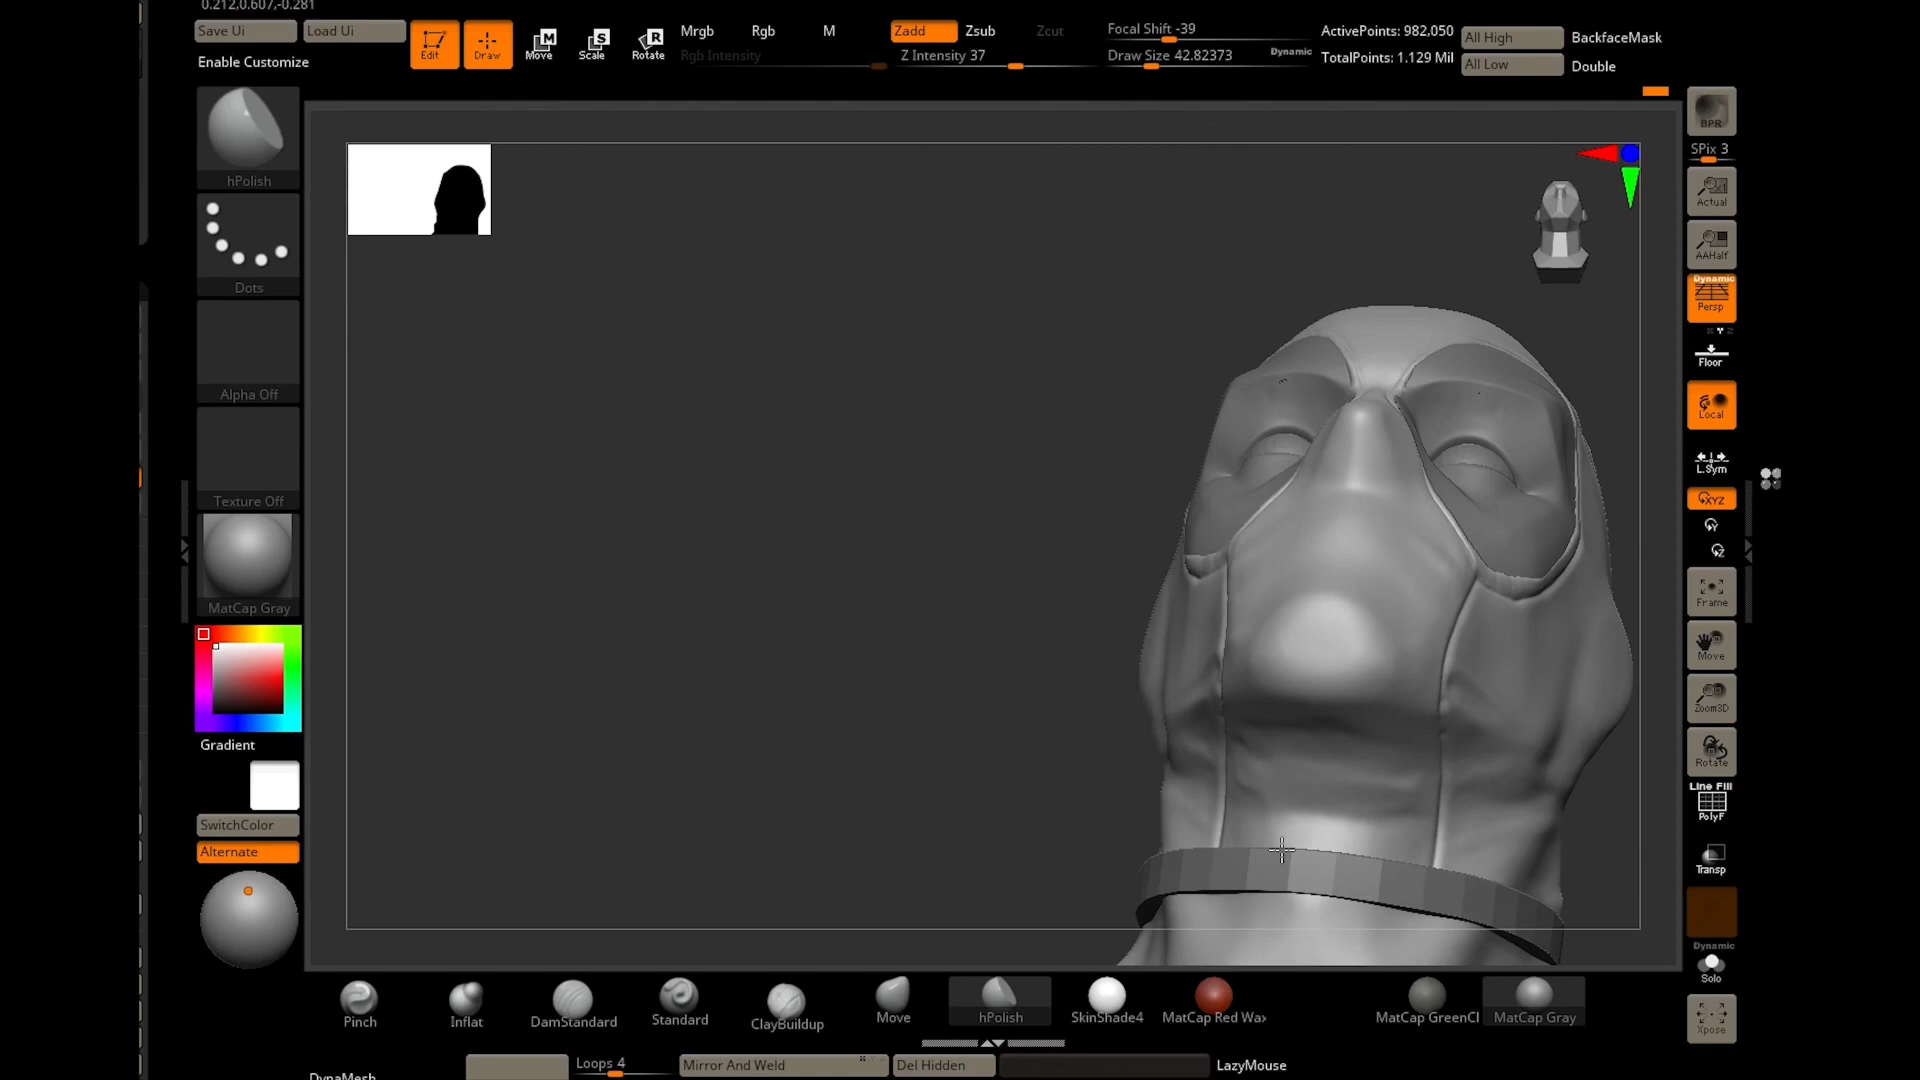 0.212,0.607,-0.281
Save Ui
Load Ui
Enable Customize
Edit
Draw
Move
Scale
Rotate
Mrgb
Rgb
M
Rgb Intensity
Zadd
Zsub
Zcut
Z Intensity 37
Focal Shift -39
Draw Size 42.82373
Dynamic
ActivePoints: 982,050
TotalPoints: 1.129 Mil
All High
All Low
BackfaceMask
Double
hPolish
Dots
Alpha Off
Texture Off
MatCap Gray
Gradient
SwitchColor
Alternate
BPR
SPix 3
Actual
AAHalf
Dynamic
Persp
Floor
Local
L.Sym
XYZ
Frame
Move
Zoom3D
Rotate
Line Fill
PolyF
Transp
Dynamic
Solo
Xpose
Pinch
Inflat
DamStandard
Standard
ClayBuildup
Move
hPolish
SkinShade4
MatCap Red Wax
MatCap GreenCl
MatCap Gray
DynaMesh
Loops 4
Mirror And Weld
Del Hidden
LazyMouse